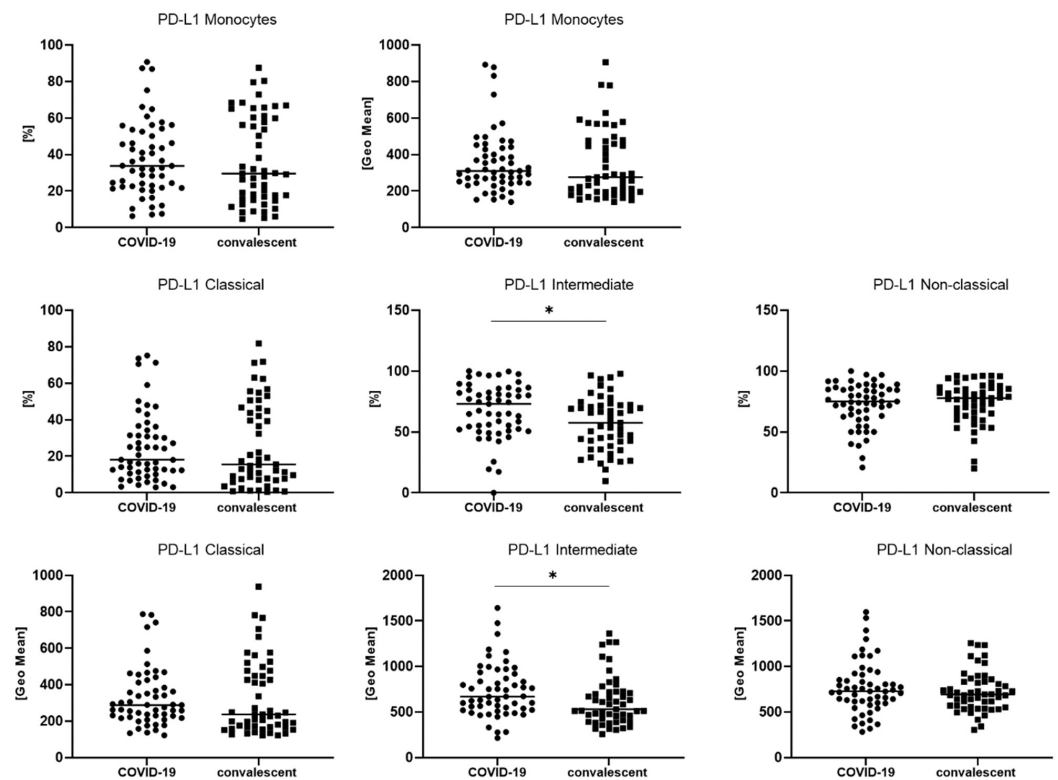 PD-L1 Monocytes
[%]
100
80
60
40
20
0
COVID-19 convalescent
PD-L1 Monocytes
[Geo Mean]
1000
800
600
400
200
0
COVID-19 convalescent
PD-L1 Classical
[%]
100
80
60
40
20
0
COVID-19 convalescent
PD-L1 Intermediate
*
[%]
150
100
50
0
COVID-19 convalescent
PD-L1 Non-classical
[%]
150
100
50
0
COVID-19 convalescent
PD-L1 Classical
[Geo Mean]
1000
800
600
400
200
0
COVID-19 convalescent
PD-L1 Intermediate
*
[Geo Mean]
2000
1500
1000
500
0
COVID-19 convalescent
PD-L1 Non-classical
[Geo Mean]
2000
1500
1000
500
0
COVID-19 convalescent